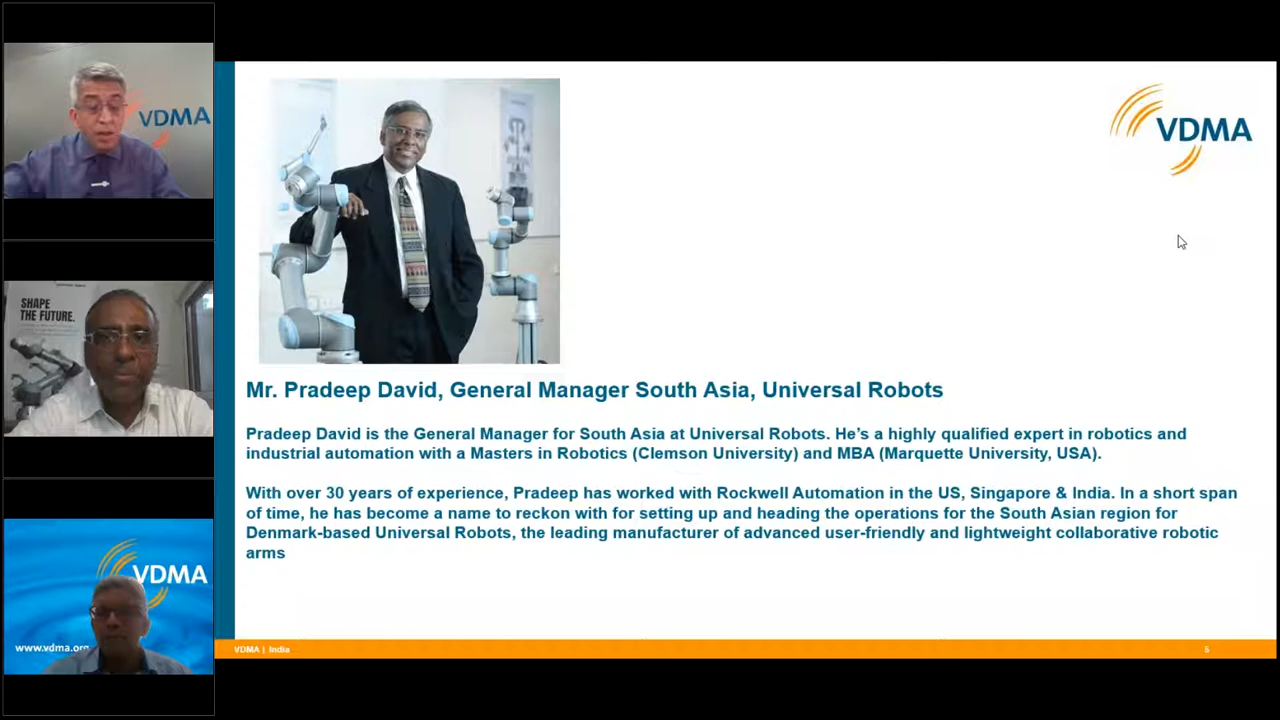 VDMA
SHAPE
THE FUTURE.
VDMA
www.vdma.org
VDMA
Mr. Pradeep David, General Manager South Asia, Universal Robots
Pradeep David is the General Manager for South Asia at Universal Robots. He’s a highly qualified expert in robotics and
industrial automation with a Masters in Robotics (Clemson University) and MBA (Marquette University, USA).
With over 30 years of experience, Pradeep has worked with Rockwell Automation in the US, Singapore & India. In a short span
of time, he has become a name to reckon with for setting up and heading the operations for the South Asian region for
Denmark-based Universal Robots, the leading manufacturer of advanced user-friendly and lightweight collaborative robotic
arms
VDMA | India
5